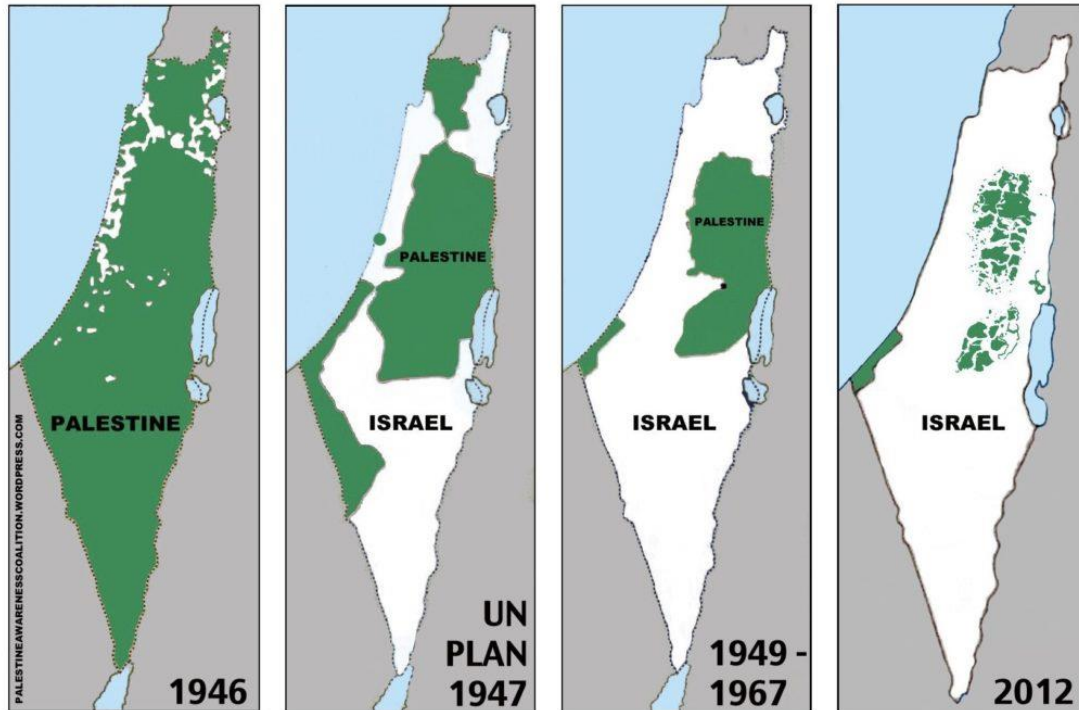 PALESTINEAWARENESSCOALITION.WORDPRESS.COM
PALESTINE
1946
PALESTINE
ISRAEL
UN
PLAN
1947
PALESTINE
ISRAEL
1949 -
1967
ISRAEL
2012